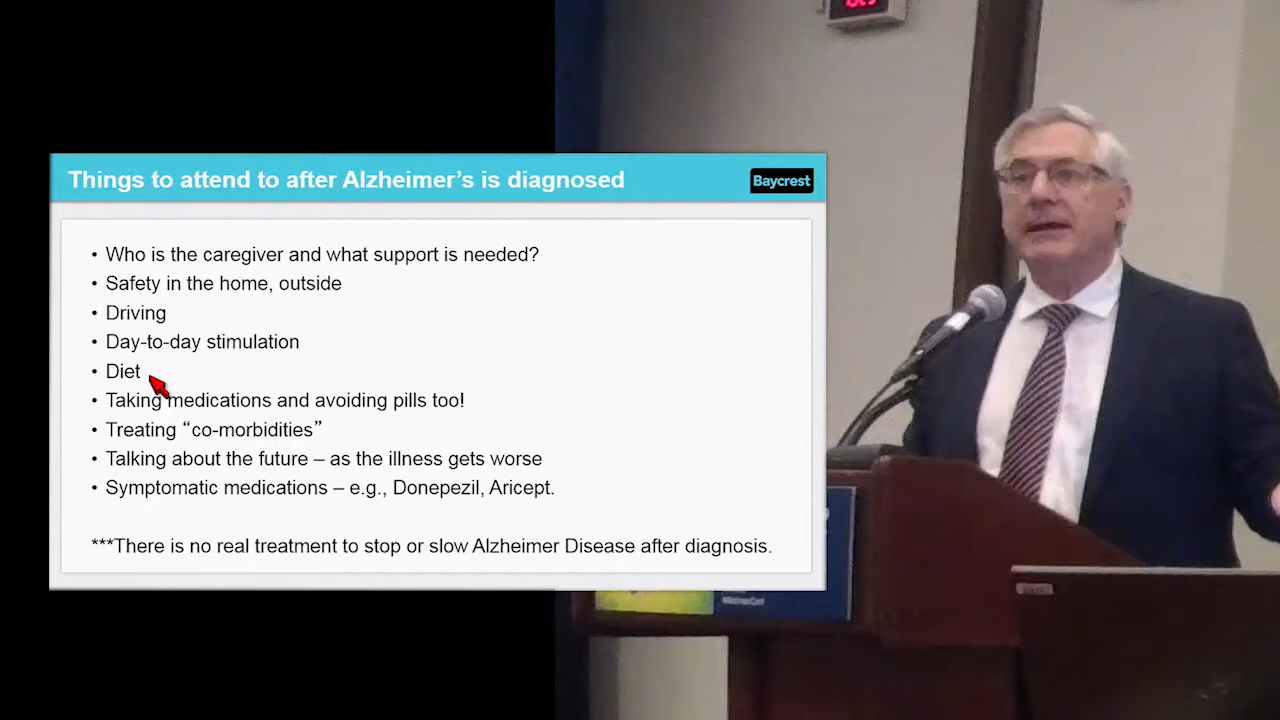 Things to attend to after Alzheimer's is diagnosed
Baycrest
• Who is the caregiver and what support is needed?
• Safety in the home, outside
• Driving
• Day-to-day stimulation
• Diet
• Taking medications and avoiding pills too!
• Treating “co-morbidities”
• Talking about the future – as the illness gets worse
• Symptomatic medications – e.g., Donepezil, Aricept.
***There is no real treatment to stop or slow Alzheimer Disease after diagnosis.